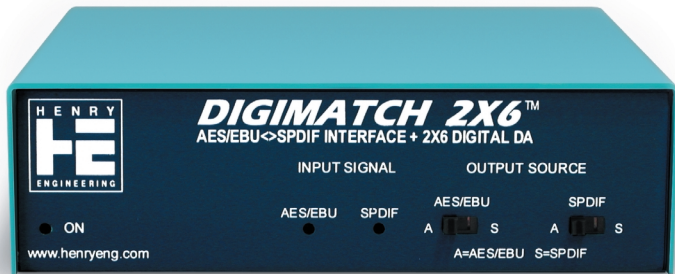 HENRY
HE
ENGINEERING
DIGIMATCH 2X6™
AES/EBU<>SPDIF INTERFACE + 2X6 DIGITAL DA
INPUT SIGNAL OUTPUT SOURCE
AES/EBU SPDIF
AES/EBU SPDIF
A S A S
A=AES/EBU S=SPDIF
ON
www.henryeng.com